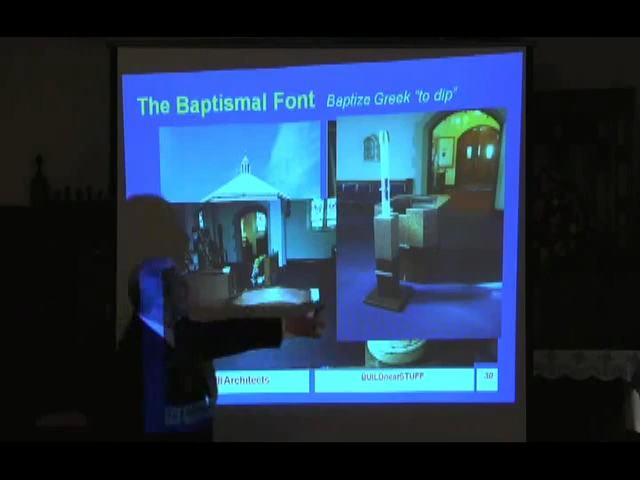 The Baptismal Font Baptize Greek "to dip"
Architects
BUILDnearSTUFF
30